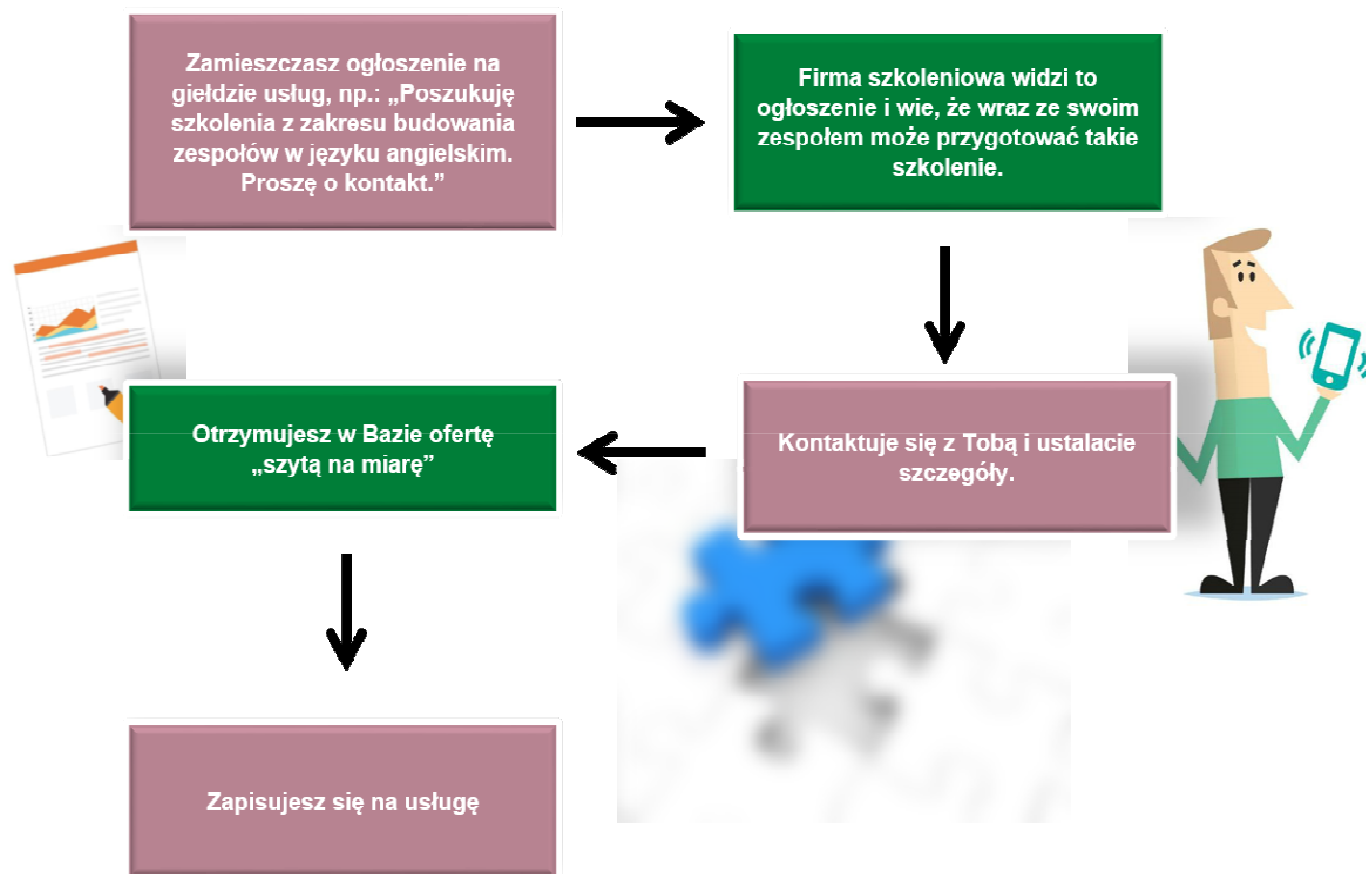 Zamieszczasz ogłoszenie na
giełdzie usług, np.: „Poszukuję
szkolenia z zakresu budowania
zespołów w języku angielskim.
Proszę o kontakt.”
Firma szkoleniowa widzi to
ogłoszenie i wie, że wraz ze swoim
zespołem może przygotować takie
szkolenie.
Kontaktuje się z Tobą i ustalacie
szczegóły.
Otrzymujesz w Bazie ofertę
„szytą na miarę”
Zapisujesz się na usługę